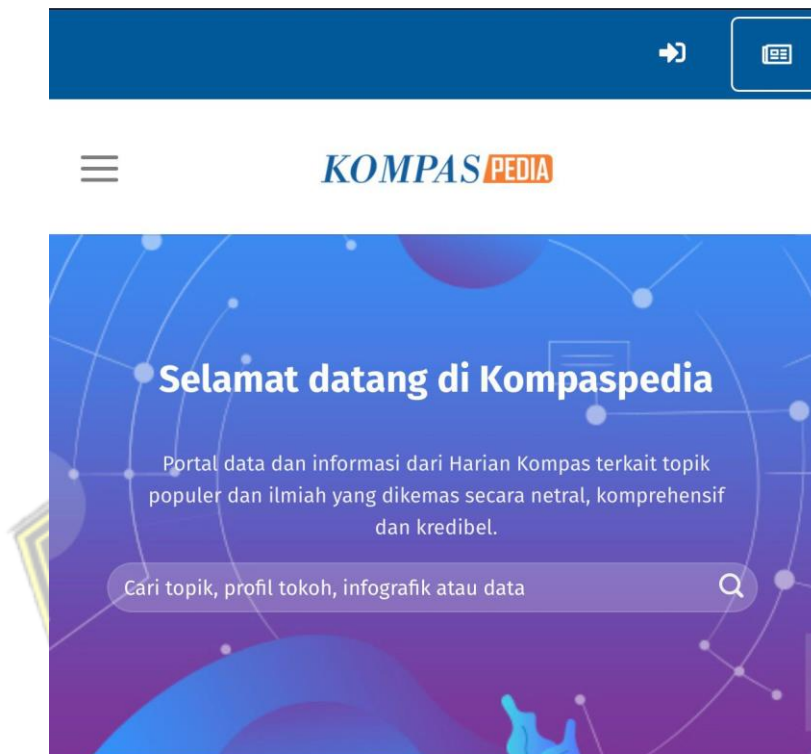 KOMPAS PEDIA
Selamat datang di Kompaspedia
Portal data dan informasi dari Harian Kompas terkait topik
populer dan ilmiah yang dikemas secara netral, komprehensif
dan kredibel.
Cari topik, profil tokoh, infografik atau data